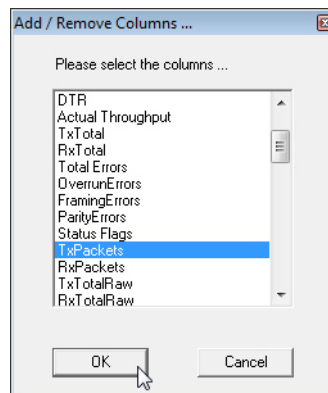 Add / Remove Columns ...
Please select the columns ...
DTR
Actual Throughput
TxTotal
RxTotal
Total Errors
OverrunErrors
FramingErrors
ParityErrors
Status Flags
TxPackets
RxPackets
TxTotalRaw
RxTotalRaw
OK
Cancel